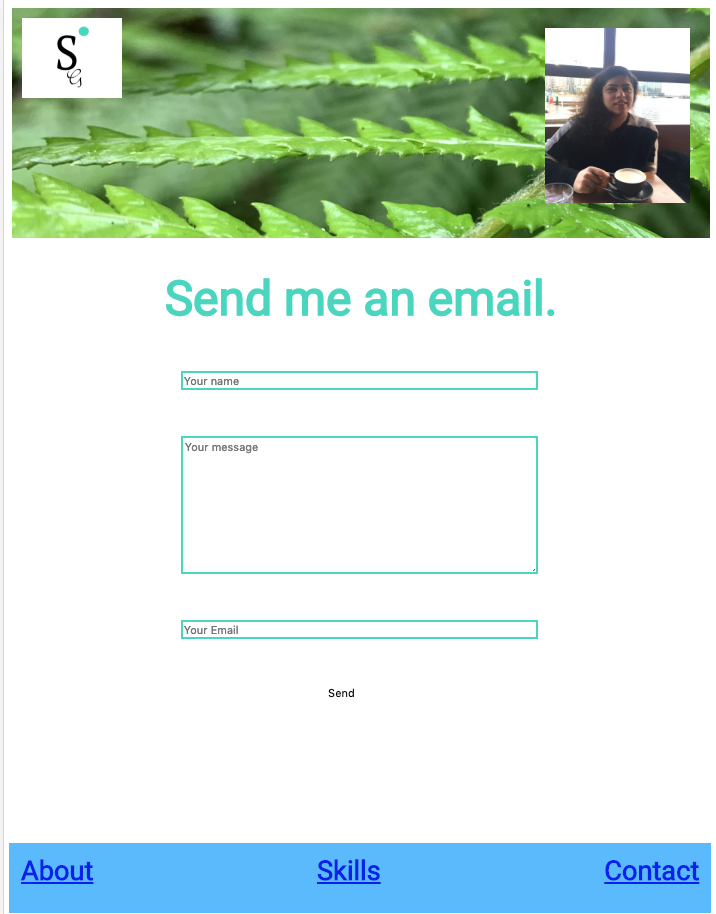 S
G
Send me an email.
Your name
Your message
Your Email
Send
About Skills Contact